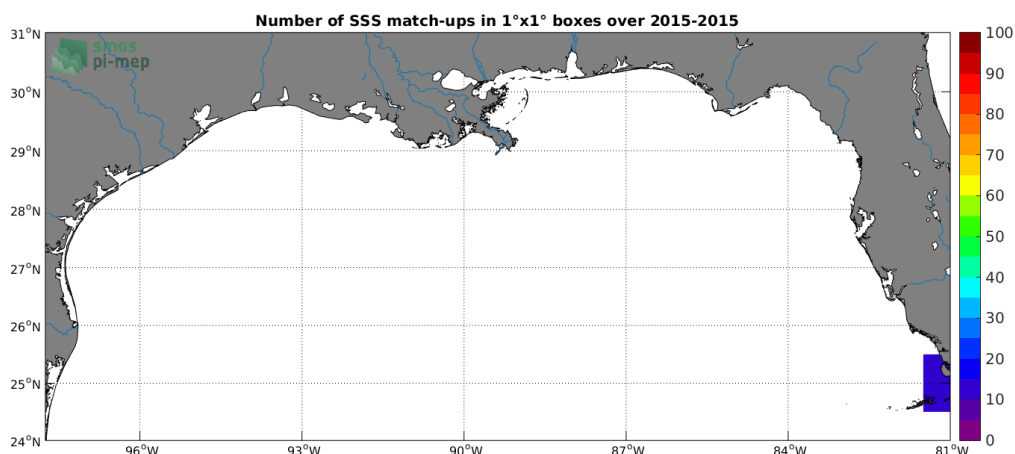 Number of SSS match-ups in 1°x1° boxes over 2015-2015
smos
pi-mep
31°N
30°N
29°N
28°N
27°N
26°N
25°N
24°N
96°W
93°W
90°W
87°W
84°W
81°W
100
90
80
70
60
50
40
30
20
10
0